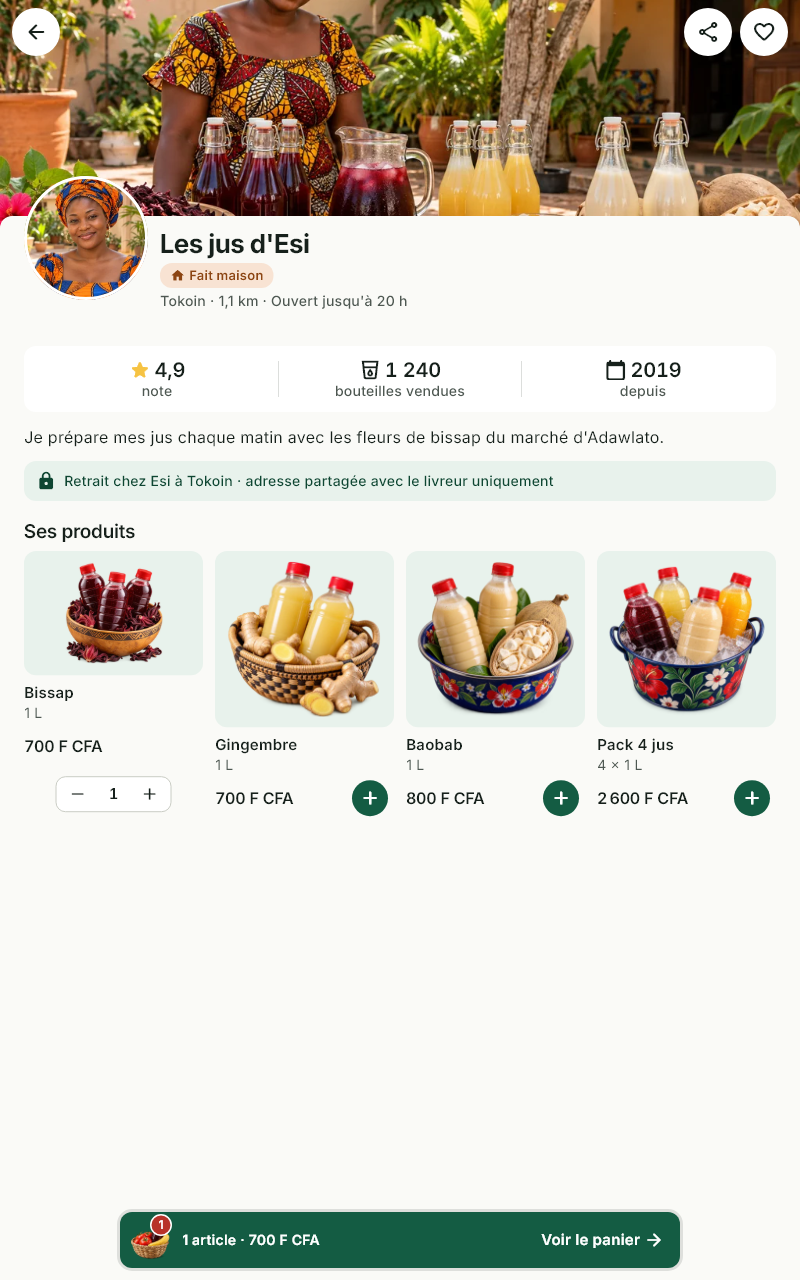 Les jus d'Esi
Fait maison
Tokoin · 1,1 km · Ouvert jusqu'à 20 h
4,9
note
1 240
bouteilles vendues
2019
depuis
Je prépare mes jus chaque matin avec les fleurs de bissap du marché d'Adawlato.
Retrait chez Esi à Tokoin · adresse partagée avec le livreur uniquement
Ses produits
Bissap
1 L
700 F CFA
1
Gingembre
1 L
700 F CFA
Baobab
1 L
800 F CFA
Pack 4 jus
4 × 1 L
2 600 F CFA
1
1 article · 700 F CFA
Voir le panier